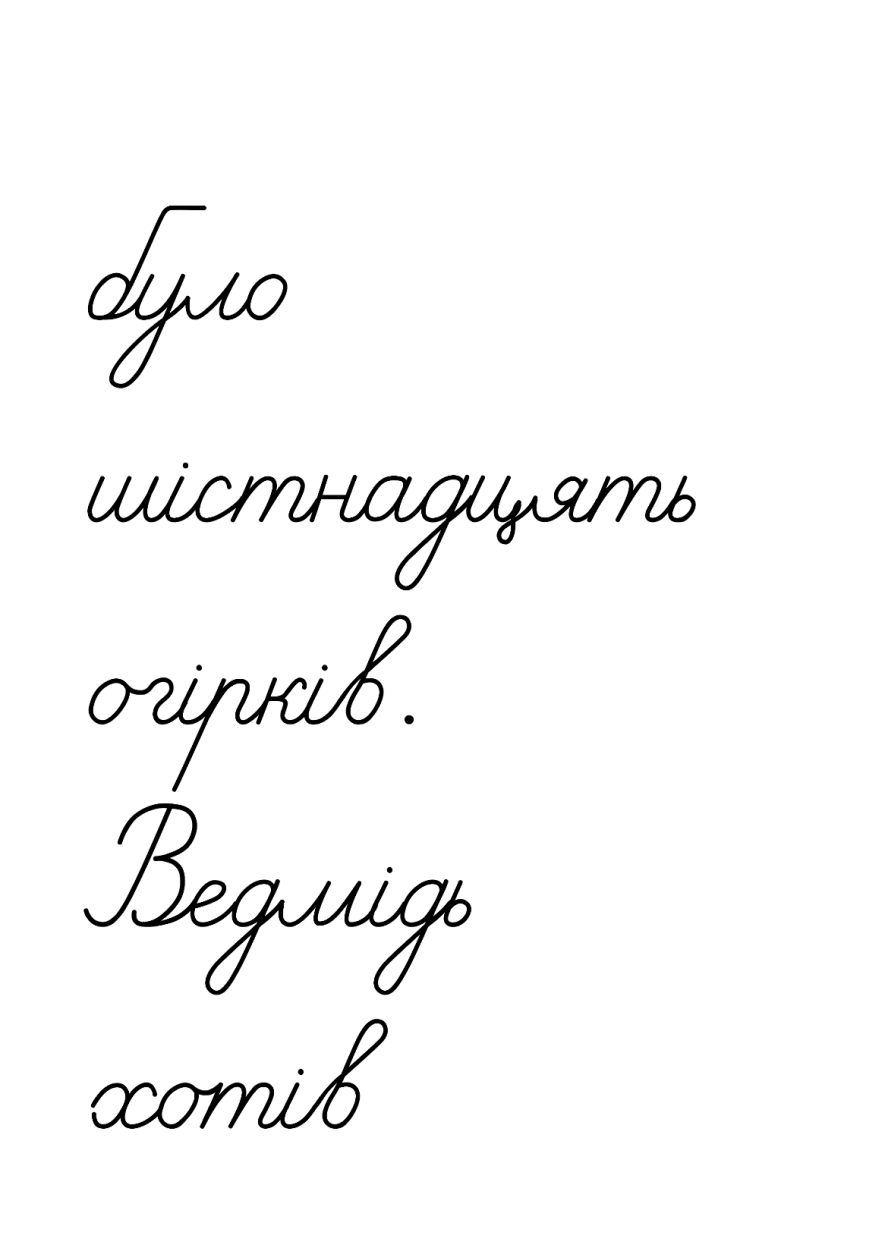 було
шістнадцять
огірків.
Ведмідь
хотів